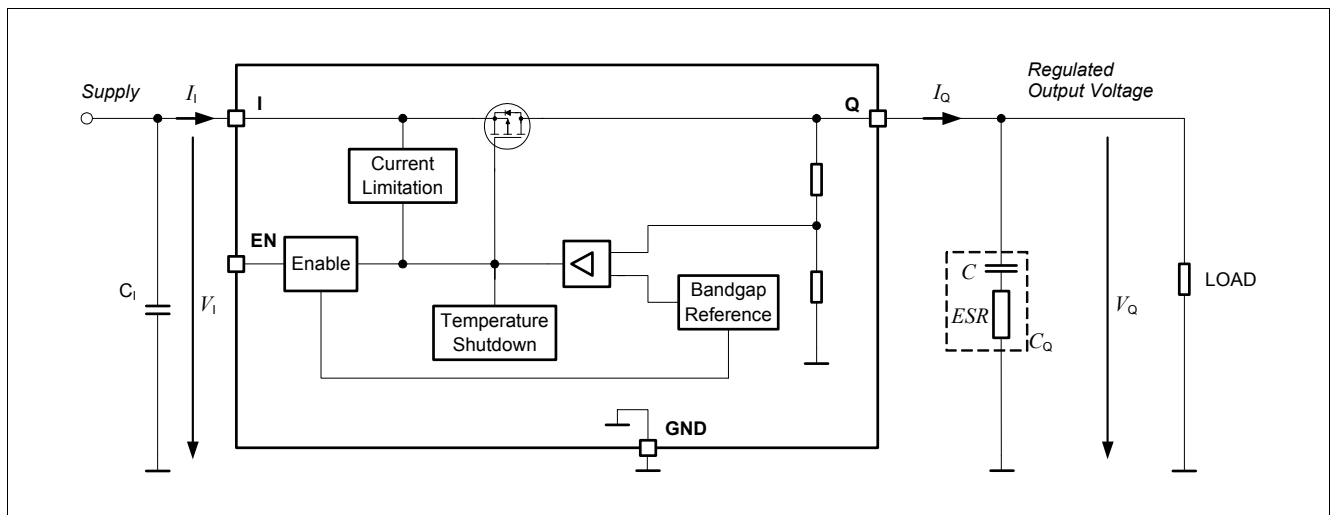 Supply
I_I
I
Q
I_Q
Regulated
Output Voltage
Current
Limitation
EN
Enable
C_I
V_I
Temperature
Shutdown
Bandgap
Reference
C
ESR
C_Q
V_Q
LOAD
GND